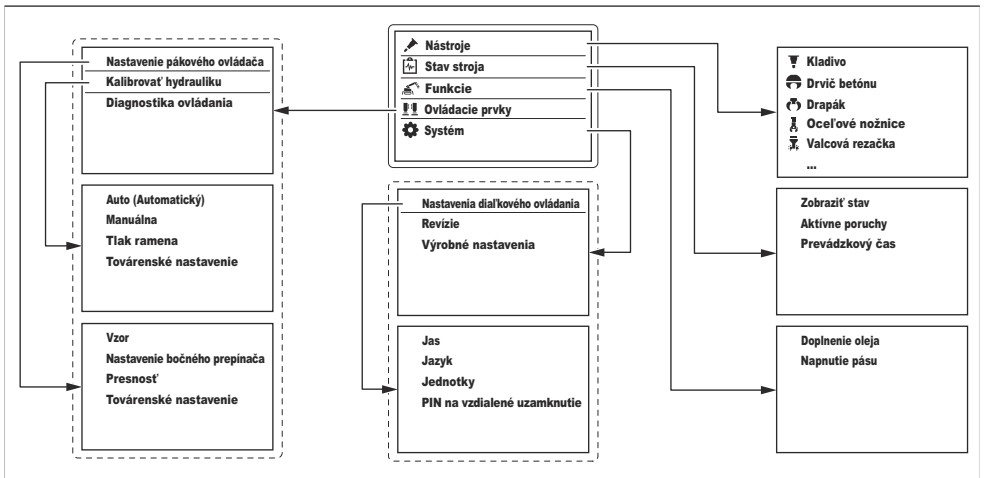 Nástroje
Stav stroja
Funkcie
Ovládacie prvky
Systém
Nastavenie pákového ovládača
Kalibrovať hydrauliku
Diagnostika ovládania
Auto (Automatický)
Manuálna
Tlak ramena
Továrenské nastavenie
Vzor
Nastavenie bočného prepínača
Presnosť
Továrenské nastavenie
Nastavenia diaľkového ovládania
Revízie
Výrobné nastavenia
Jas
Jazyk
Jednotky
PIN na vzdialené uzamknutie
Kladivo
Drvič betónu
Drapák
Oceľové nožnice
Valcová rezačka
...
Zobraziť stav
Aktívne poruchy
Prevádzkový čas
Doplnenie oleja
Napnutie pásu